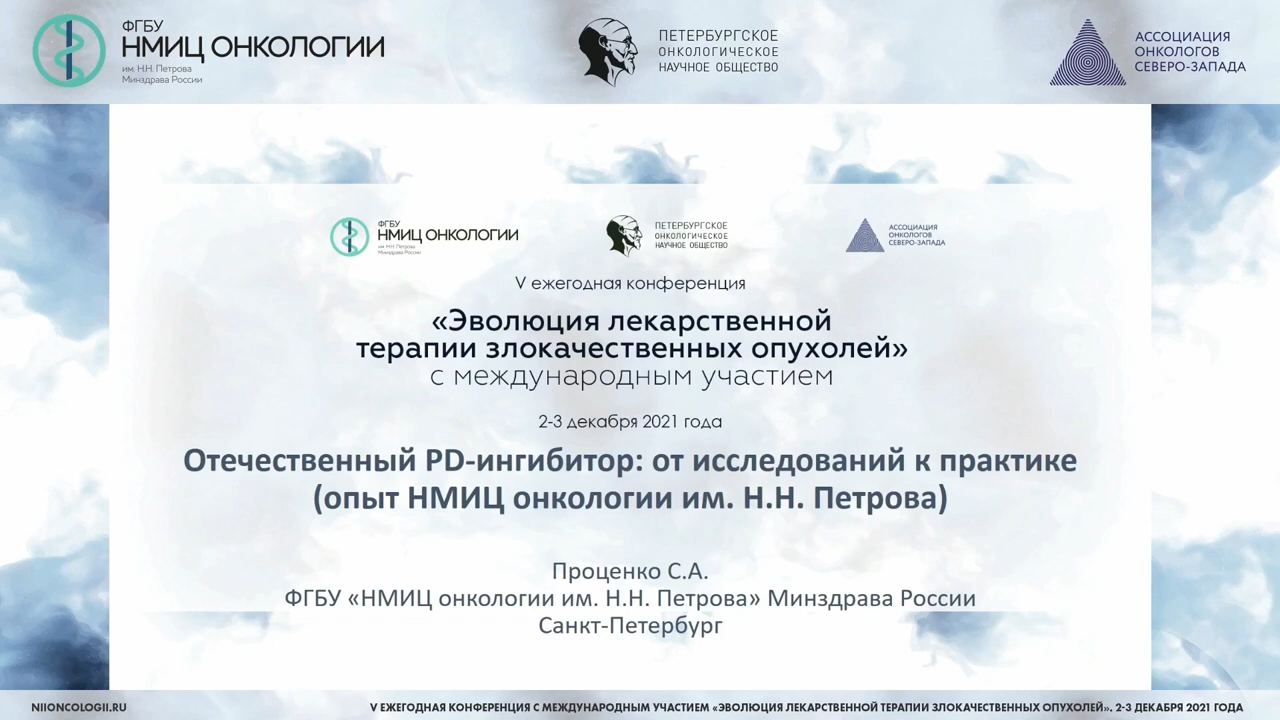 ФГБУ
НМИЦ ОНКОЛОГИИ
им. Н.Н. Петрова
Минздрава России
ПЕТЕРБУРГСКОЕ
ОНКОЛОГИЧЕСКОЕ
НАУЧНОЕ ОБЩЕСТВО
АССОЦИАЦИЯ
ОНКОЛОГОВ
СЕВЕРО-ЗАПАДА
ФГБУ
НМИЦ ОНКОЛОГИИ
им. Н.Н. Петрова
Минздрава России
ПЕТЕРБУРГСКОЕ
ОНКОЛОГИЧЕСКОЕ
НАУЧНОЕ ОБЩЕСТВО
АССОЦИАЦИЯ
ОНКОЛОГОВ
СЕВЕРО-ЗАПАДА
V ежегодная конференция
«Эволюция лекарственной
терапии злокачественных опухолей»
с международным участием
2-3 декабря 2021 года
Отечественный PD-ингибитор: от исследований к практике
(опыт НМИЦ онкологии им. Н.Н. Петрова)
Проценко С.А.
ФГБУ «НМИЦ онкологии им. Н.Н. Петрова» Минздрава России
Санкт-Петербург
NIIONCOLOGII.RU
V ЕЖЕГОДНАЯ КОНФЕРЕНЦИЯ С МЕЖДУНАРОДНЫМ УЧАСТИЕМ «ЭВОЛЮЦИЯ ЛЕКАРСТВЕННОЙ ТЕРАПИИ ЗЛОКАЧЕСТВЕННЫХ ОПУХОЛЕЙ». 2-3 ДЕКАБРЯ 2021 ГОДА